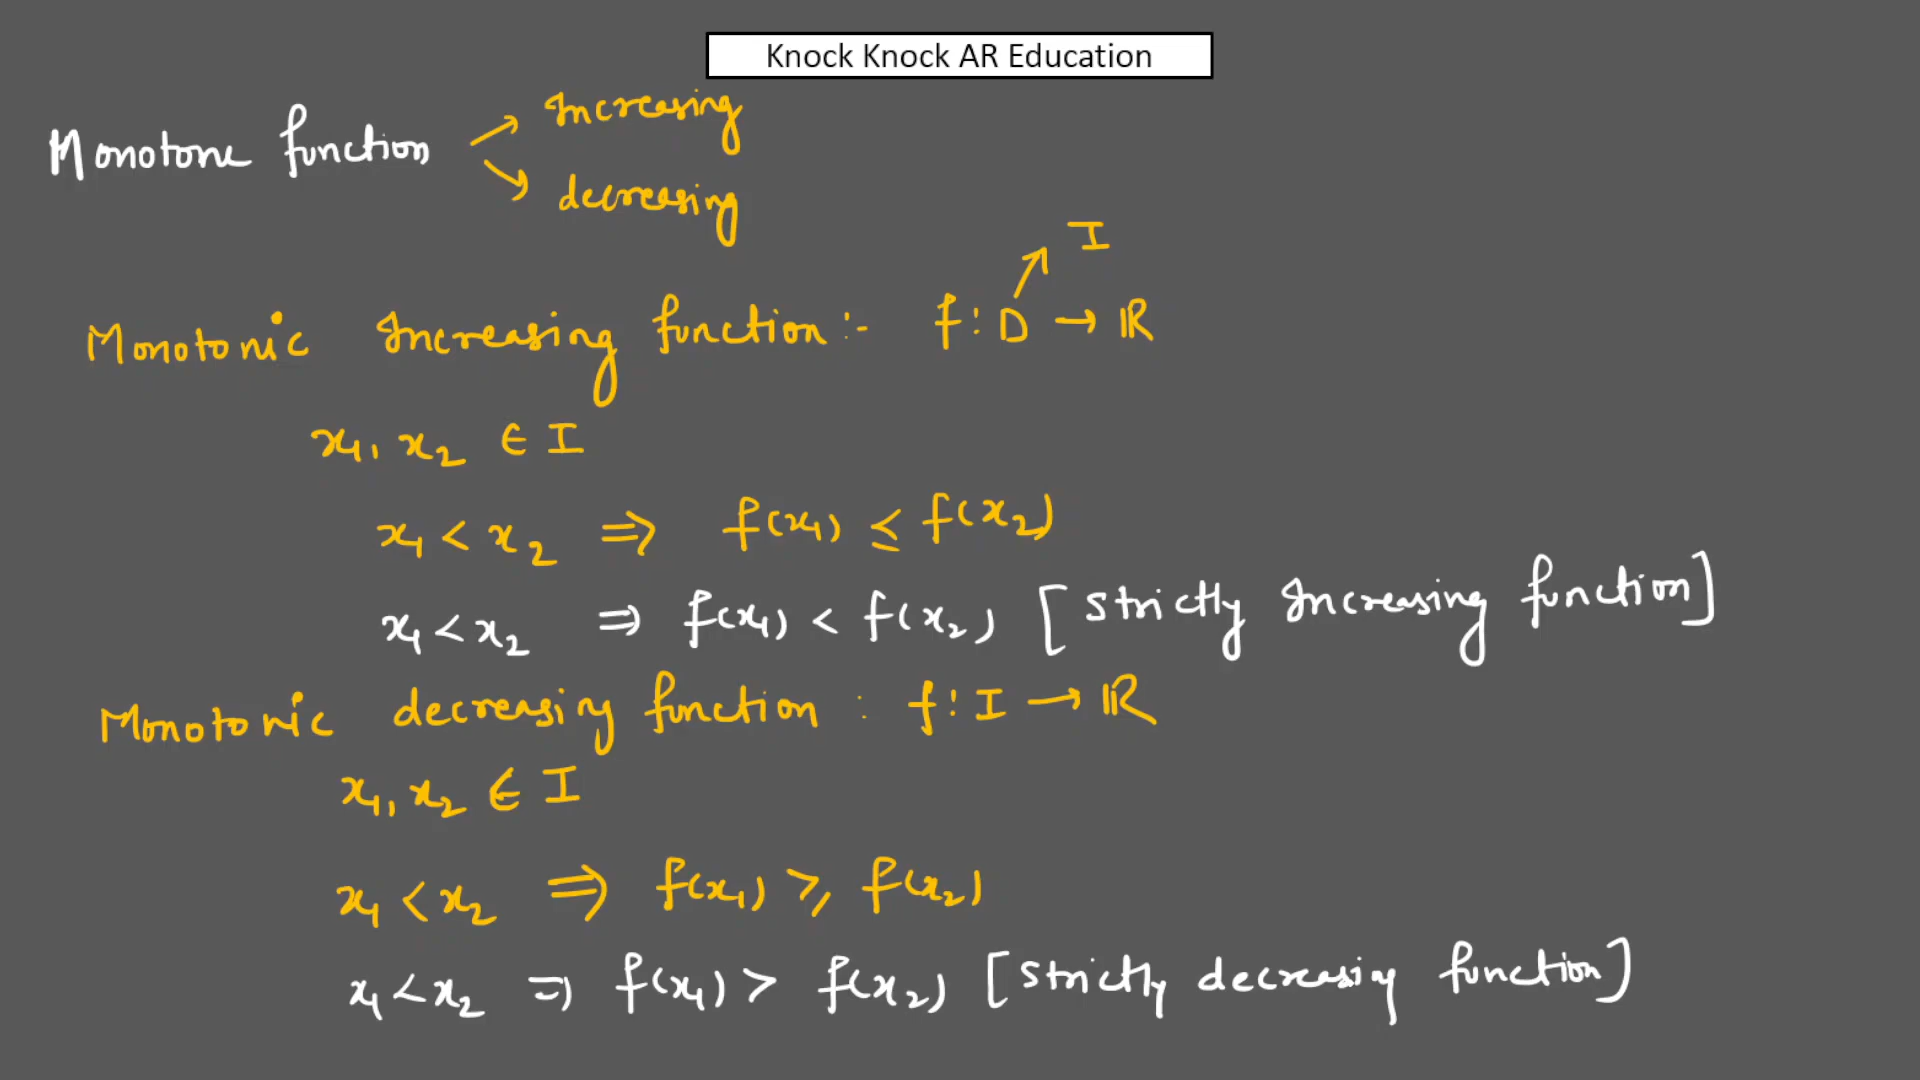 Knock Knock AR Education
Increasing
Monotone function
decreasing
I
Monotonic Increasing function :- f : D → ℝ
x₁, x₂ ∈ I
x₁ < x₂ ⇒ f(x₁) ≤ f(x₂)
x₁ < x₂ ⇒ f(x₁) < f(x₂) [strictly Increasing function]
Monotonic decreasing function : f : I → ℝ
x₁, x₂ ∈ I
x₁ < x₂ ⇒ f(x₁) ≥ f(x₂)
x₁ < x₂ ⇒ f(x₁) > f(x₂) [strictly decreasing function]